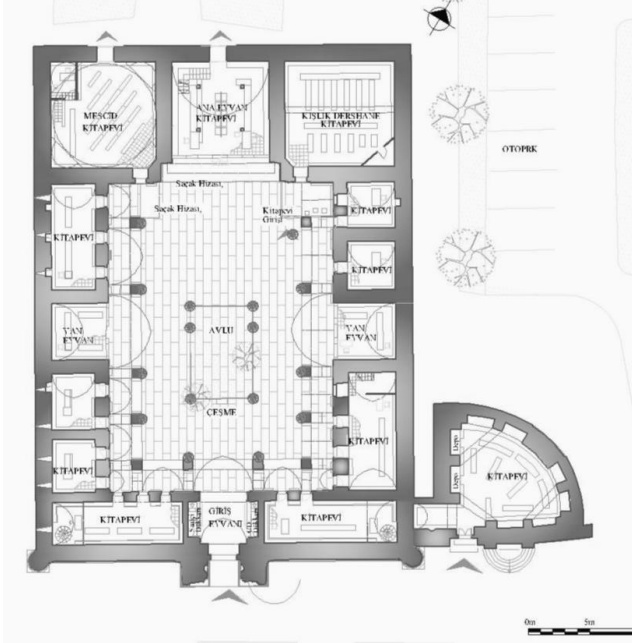 MESCİD
KİTAPEVİ
ANA EYVAN
KİTAPEVİ
KIŞLIK DERSHANE
KİTAPEVİ
OTOPRK
Saçak Hizası,
Saçak Hizası,
Kitapevi
Girişi
KİTAPEVİ
KİTAPEVİ
KİTAPEVİ
YAN
EYVAN
AVLU
YAN
EYVAN
ÇEŞME
KİTAPEVİ
KİTAPEVİ
Depo
Depo
KİTAPEVİ
KİTAPEVİ
GİRİŞ
EYVANI
KİTAPEVİ
0m
5m